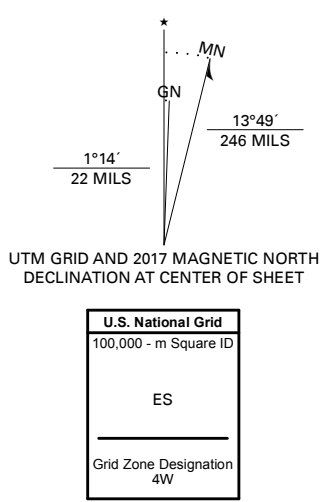 ★
MN
GN
13°49´
246 MILS
1°14´
22 MILS
UTM GRID AND 2017 MAGNETIC NORTH
DECLINATION AT CENTER OF SHEET
U.S. National Grid
100,000 - m Square ID
ES
Grid Zone Designation
4W